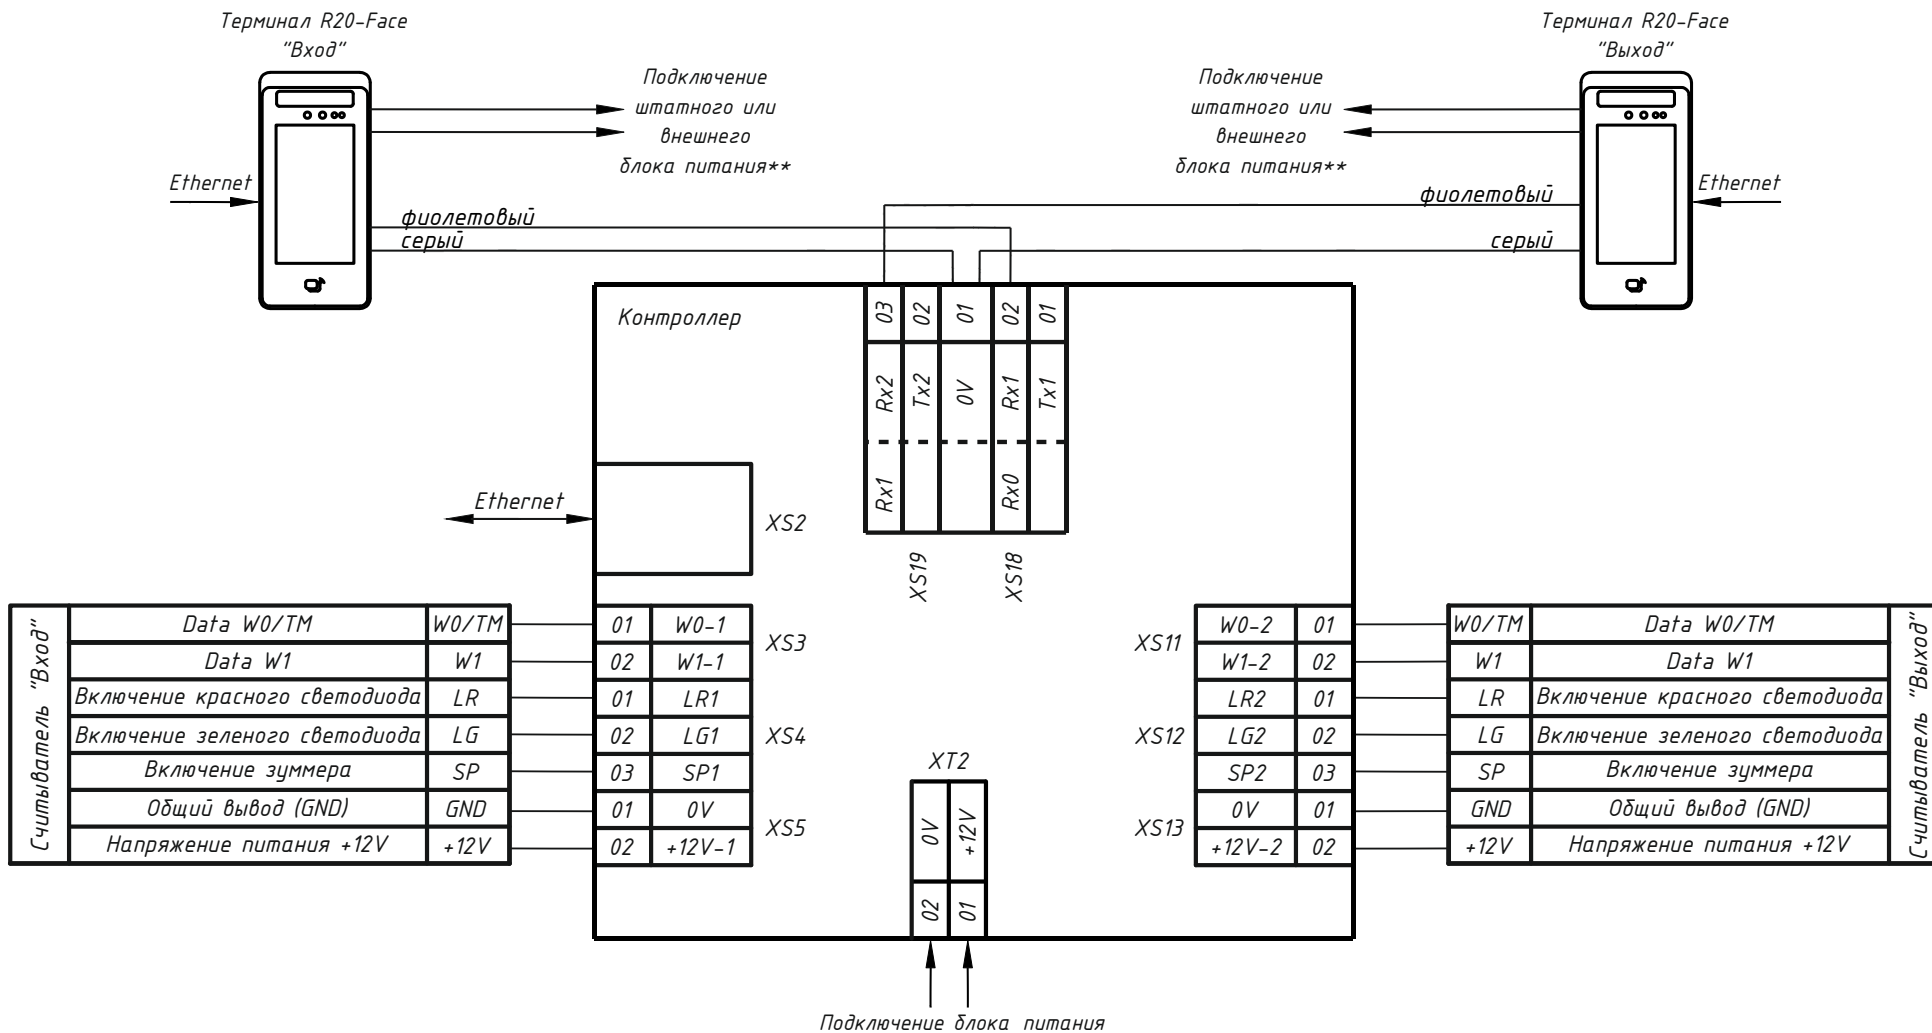 Терминал R20-Face
"Вход"
Терминал R20-Face
"Выход"
Подключение
штатного или
внешнего
блока питания**
Подключение
штатного или
внешнего
блока питания**
Ethernet
Ethernet
фиолетовый
серый
фиолетовый
серый
Контроллер
03 02 01 02 01
Rx2 Tx2 0V Rx1 Tx1
Rx1 Rx0
XS19 XS18
Ethernet
XS2
Считыватель "Вход"
Data W0/TM W0/TM 01 W0-1
Data W1 W1 02 W1-1
XS3
Включение красного светодиода LR 01 LR1
Включение зеленого светодиода LG 02 LG1
Включение зуммера SP 03 SP1
XS4
Общий вывод (GND) GND 01 0V
Напряжение питания +12V +12V 02 +12V-1
XS5
XS11
W0-2 01 W0/TM Data W0/TM
W1-2 02 W1 Data W1
XS12
LR2 01 LR Включение красного светодиода
LG2 02 LG Включение зеленого светодиода
SP2 03 SP Включение зуммера
XS13
0V 01 GND Общий вывод (GND)
+12V-2 02 +12V Напряжение питания +12V
Считыватель "Выход"
XT2
0V +12V
02 01
Подключение блока питания